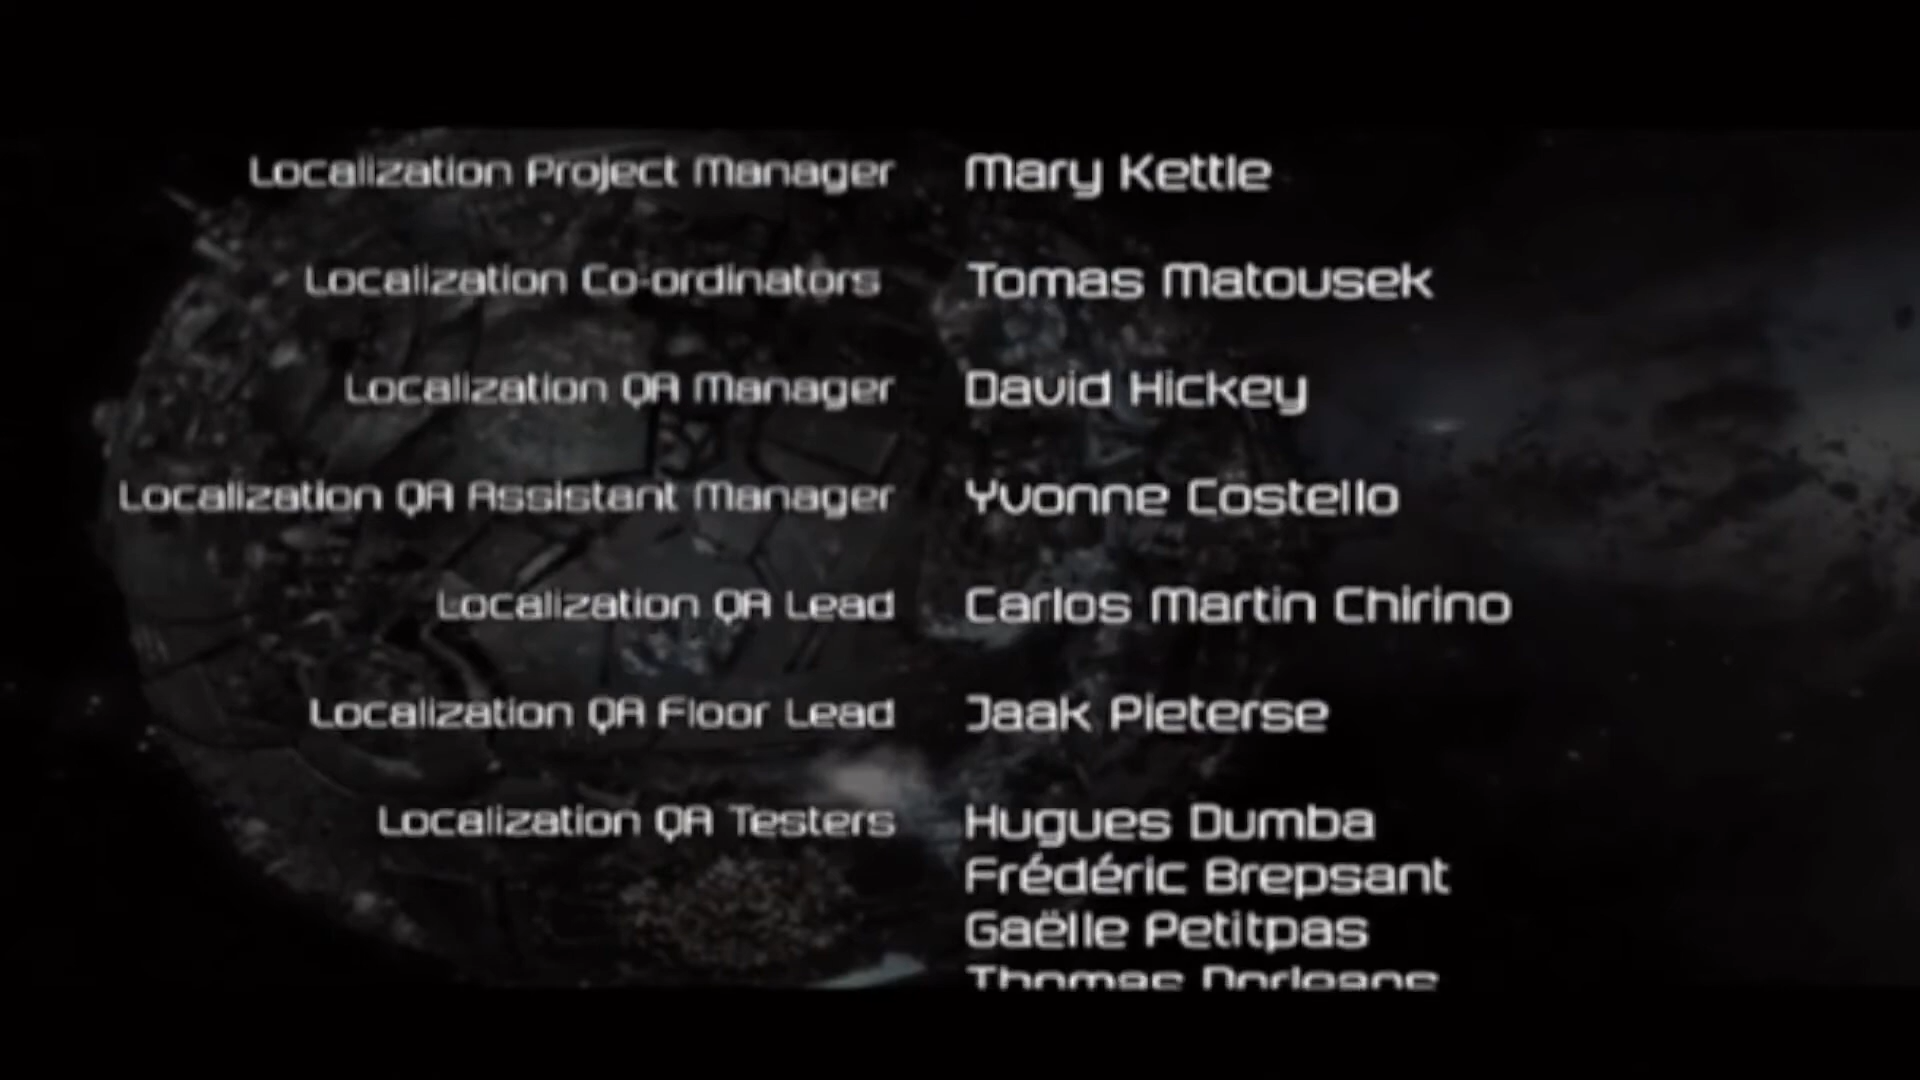 Localization Project Manager Mary Kettle
Localization Co-ordinators Tomas Matousek
Localization QA Manager David Hickey
Localization QA Assistant Manager Yvonne Costello
Localization QA Lead Carlos Martin Chirino
Localization QA Floor Lead Jaak Pieterse
Localization QA Testers Hugues Dumba
Frédéric Brepsant
Gaëlle Petitpas
Thomas